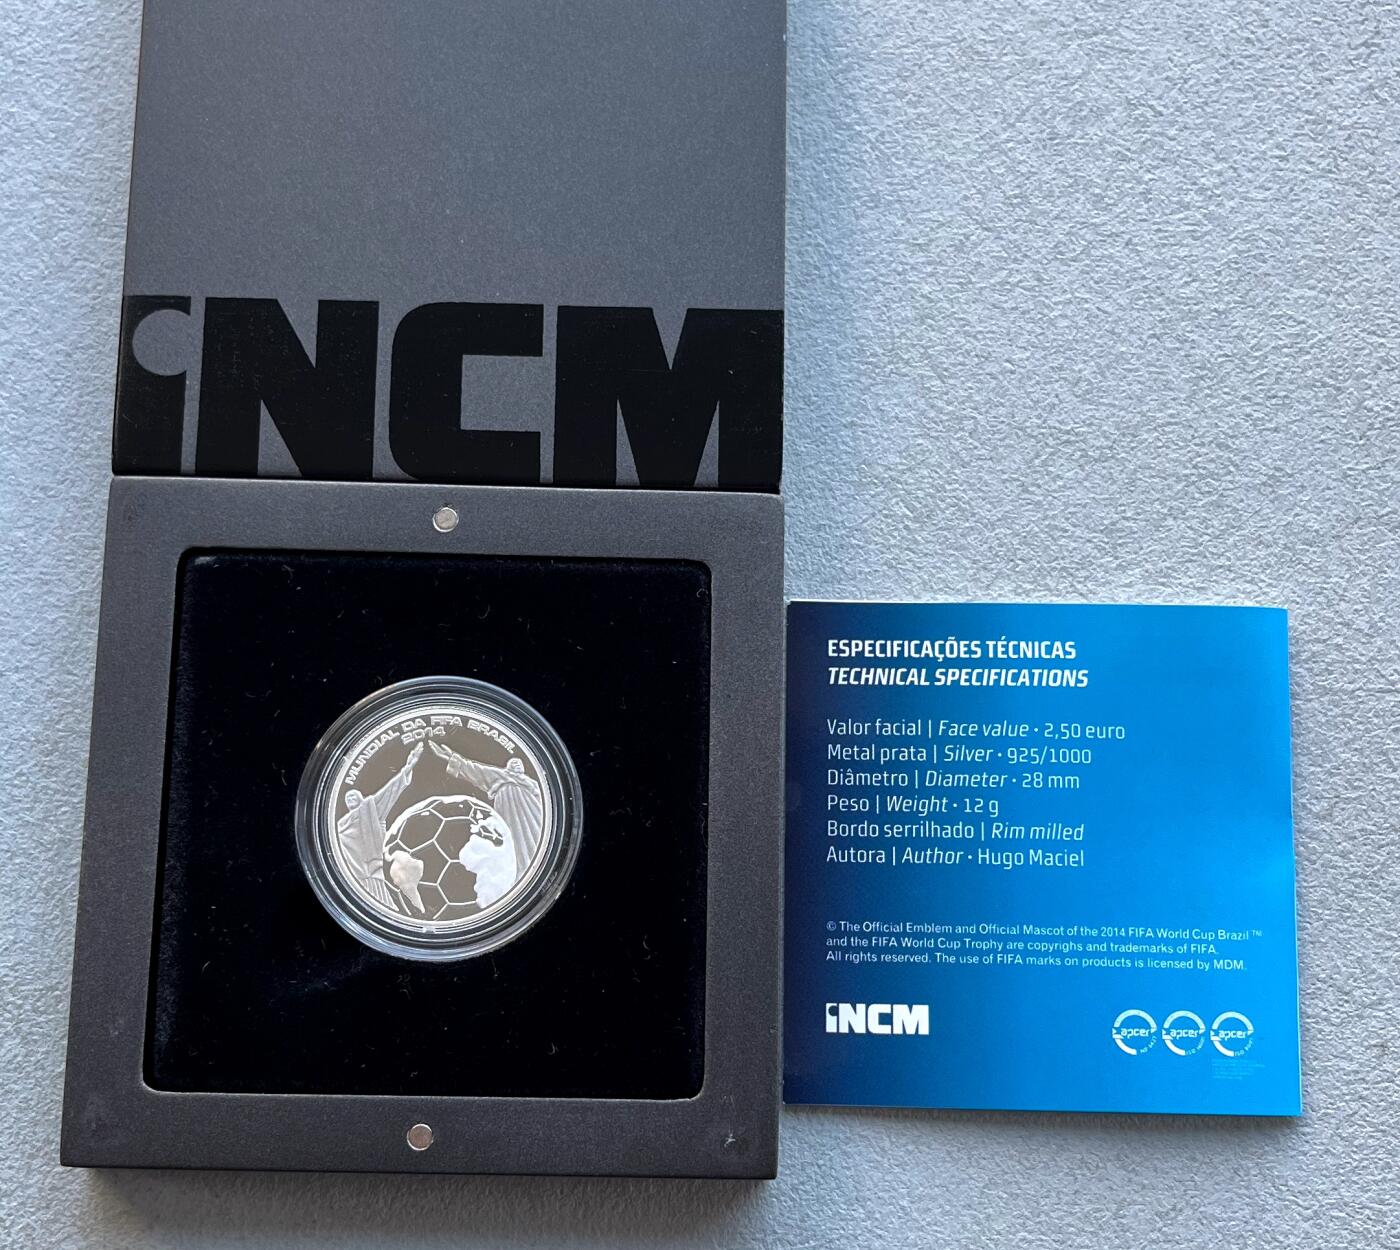 iNCM
MUNDIAL DA FIFA BRASIL
2014
ESPECIFICAÇÕES TÉCNICAS
TECHNICAL SPECIFICATIONS
Valor facial | Face value • 2,50 euro
Metal prata | Silver • 925/1000
Diâmetro | Diameter • 28 mm
Peso | Weight • 12 g
Bordo serrilhado | Rim milled
Autora | Author • Hugo Maciel
© The Official Emblem and Official Mascot of the 2014 FIFA World Cup Brazil ™
and the FIFA World Cup Trophy are copyrighs and trademarks of FIFA.
All rights reserved. The use of FIFA marks on products is licensed by MDM.
iNCM
apcer apcer apcer